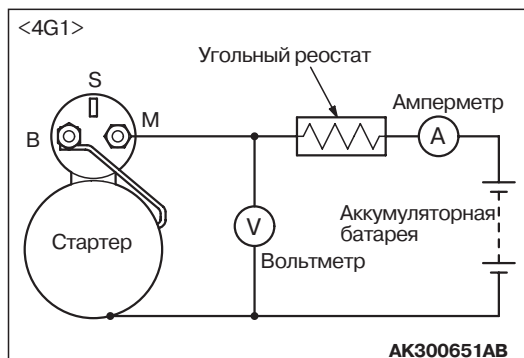 <4G1>
Угольный реостат
S
Амперметр
B
M
A
V
Аккумуляторная
батарея
Стартер
Вольтметр
AK300651AB